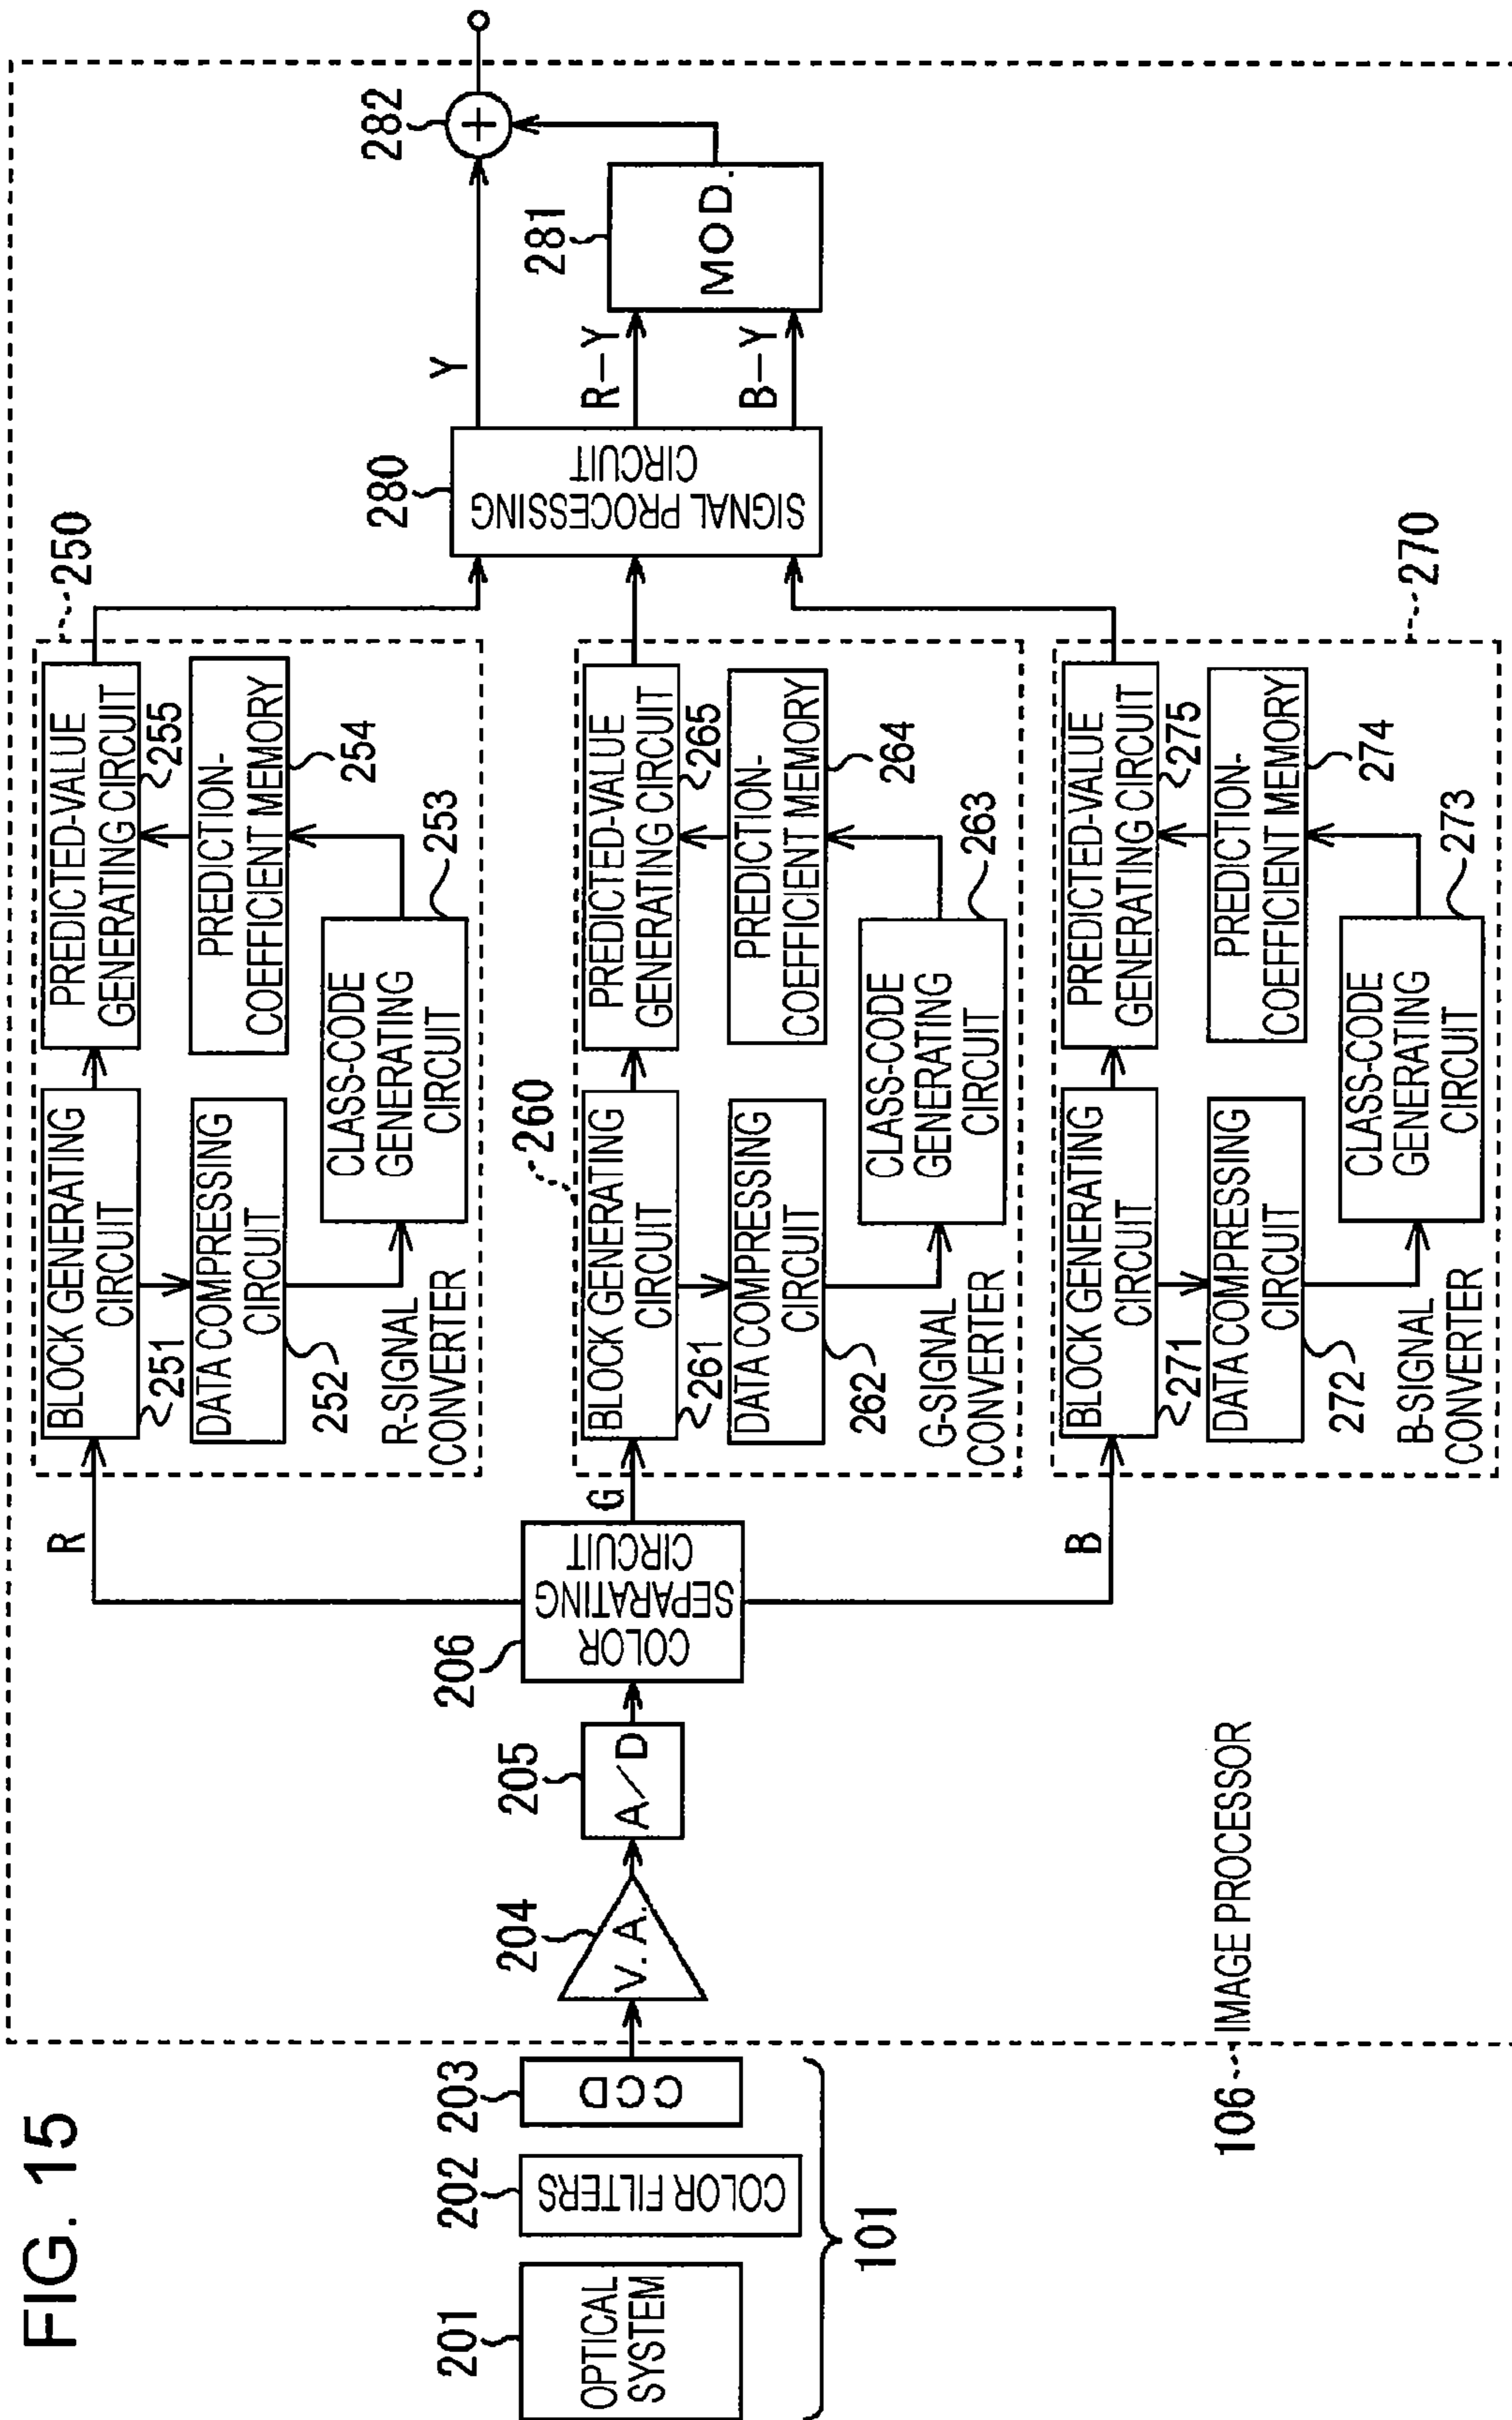 FIG. 15
201
OPTICAL
SYSTEM
202
COLOR FILTERS
203
CCD
101
106
IMAGE PROCESSOR
204
V. A.
205
A/D
206
COLOR
SEPARATING
CIRCUIT
R
G
B
250
BLOCK GENERATING
CIRCUIT
251
DATA COMPRESSING
CIRCUIT
252
R-SIGNAL
CONVERTER
PREDICTED-VALUE
GENERATING CIRCUIT
255
PREDICTION-
COEFFICIENT MEMORY
254
CLASS-CODE
GENERATING
CIRCUIT
253
260
BLOCK GENERATING
CIRCUIT
261
DATA COMPRESSING
CIRCUIT
262
G-SIGNAL
CONVERTER
PREDICTED-VALUE
GENERATING CIRCUIT
265
PREDICTION-
COEFFICIENT MEMORY
264
CLASS-CODE
GENERATING
CIRCUIT
263
270
BLOCK GENERATING
CIRCUIT
271
DATA COMPRESSING
CIRCUIT
272
B-SIGNAL
CONVERTER
PREDICTED-VALUE
GENERATING CIRCUIT
275
PREDICTION-
COEFFICIENT MEMORY
274
CLASS-CODE
GENERATING
CIRCUIT
273
280
SIGNAL PROCESSING
CIRCUIT
Y
R-Y
B-Y
281
MOD.
282
+